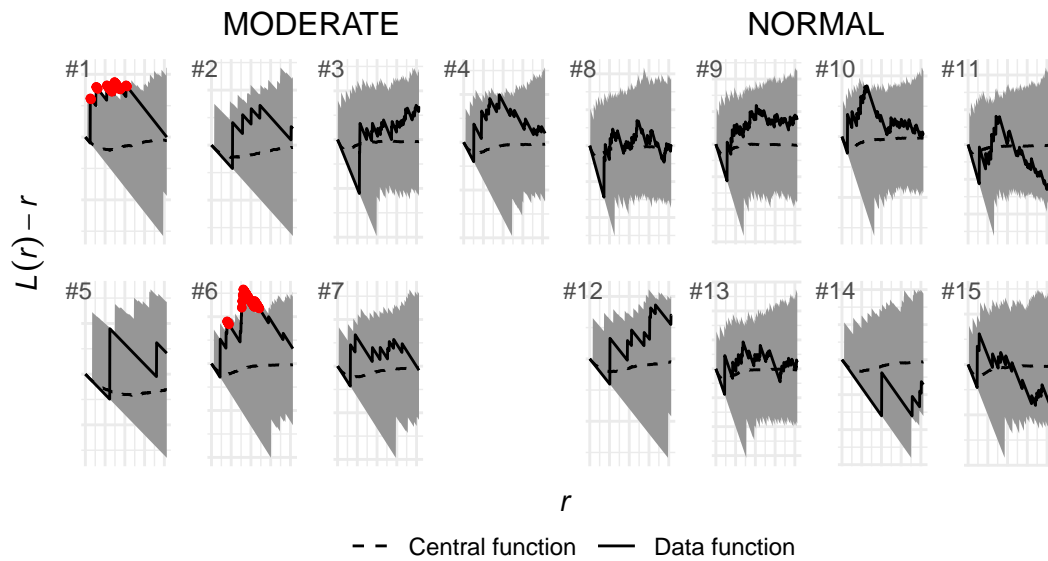 MODERATE NORMAL
#1 #2 #3 #4 #8 #9 #10 #11
L(r) − r
#5 #6 #7 #12 #13 #14 #15
r
Central function Data function